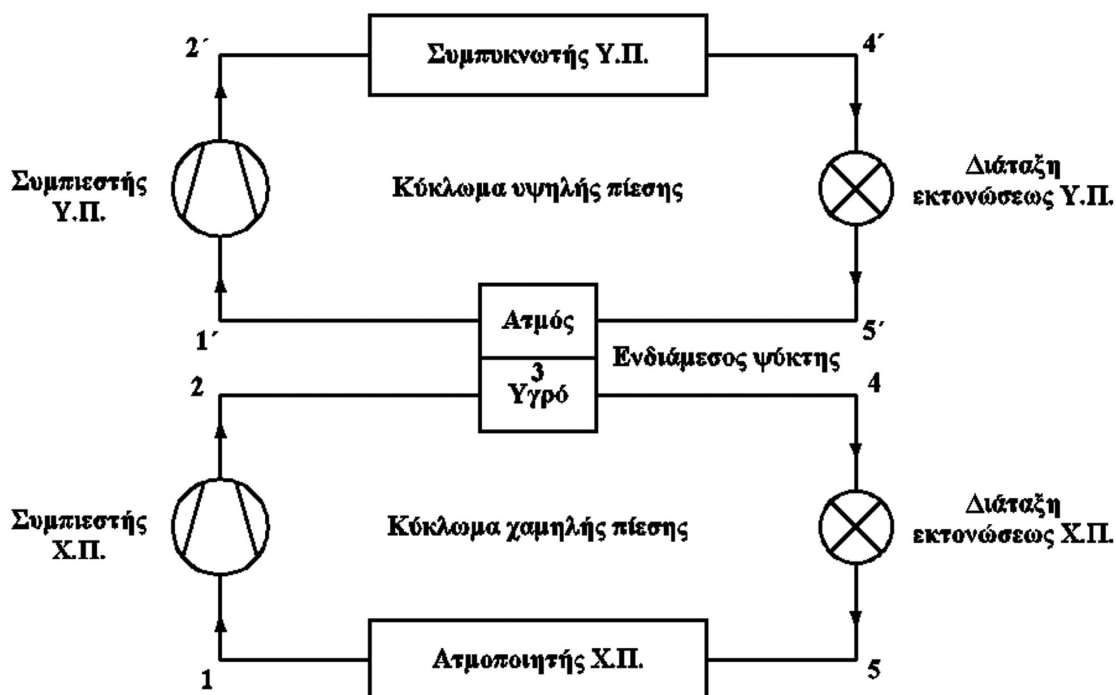 2´
Συμπυκνωτής Υ.Π.
4´
Συμπιεστής
Υ.Π.
Κύκλωμα υψηλής πίεσης
Διάταξη
εκτονώσεως Υ.Π.
1´
Ατμός
5´
Ενδιάμεσος ψύκτης
2
3
Υγρό
4
Συμπιεστής
Χ.Π.
Κύκλωμα χαμηλής πίεσης
Διάταξη
εκτονώσεως Χ.Π.
1
Ατμοποιητής Χ.Π.
5